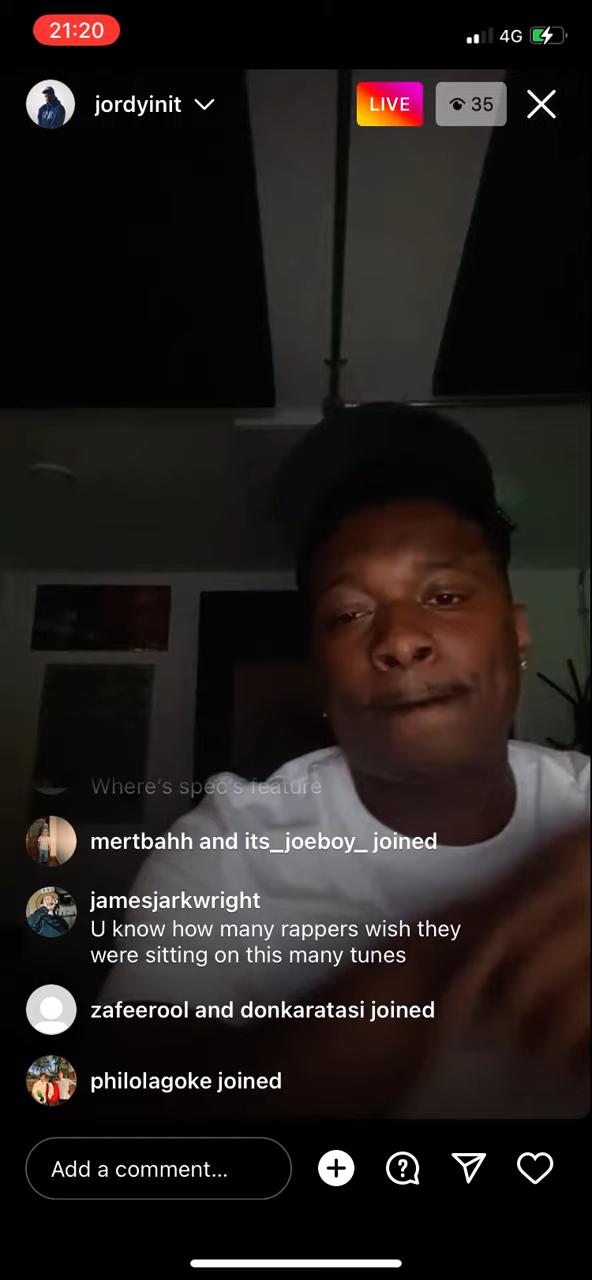 21:20
4G
jordyinit
LIVE
35
Where's spec's feature
mertbahh and its_joeboy_ joined
jamesjarkwright
U know how many rappers wish they
were sitting on this many tunes
zafeerool and donkaratasi joined
philolagoke joined
Add a comment...